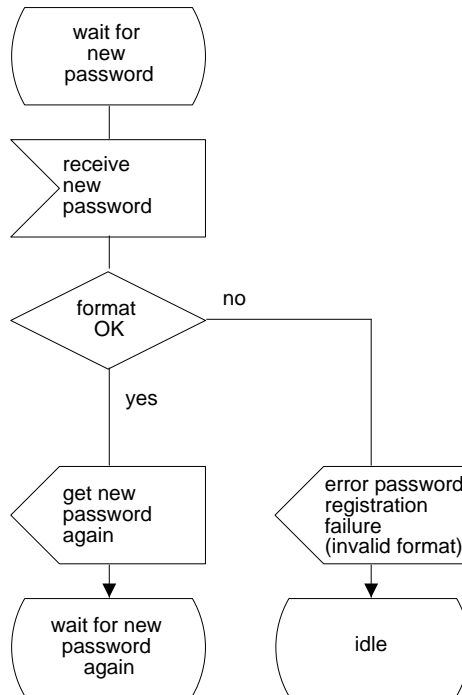 wait for
new
password
receive
new
password
format
OK
no
yes
get new
password
again
error password
registration
failure
(invalid format)
wait for new
password
again
idle